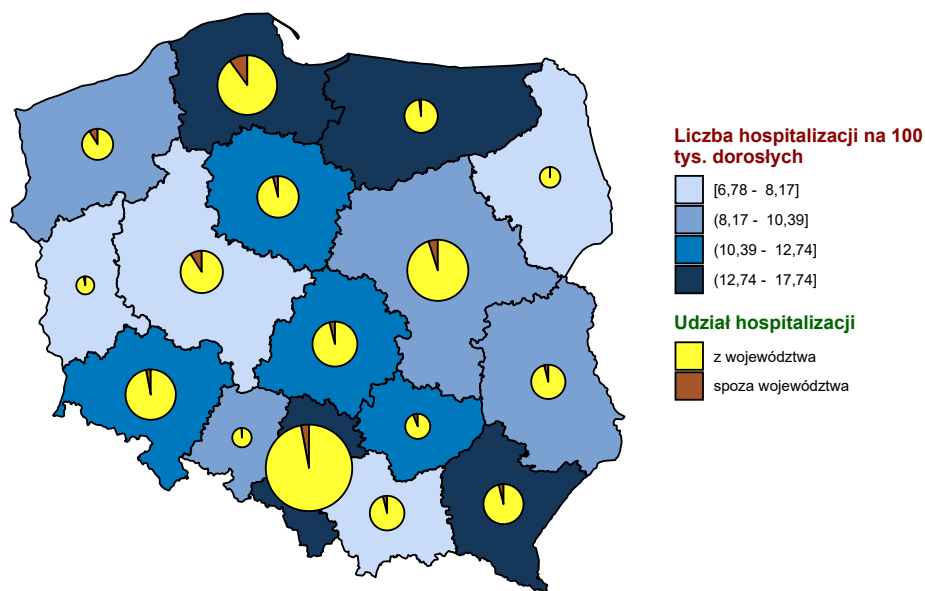 Liczba hospitalizacji na 100
tys. dorosłych
[6,78 - 8,17]
(8,17 - 10,39]
(10,39 - 12,74]
(12,74 - 17,74]
Udział hospitalizacji
z województwa
spoza województwa